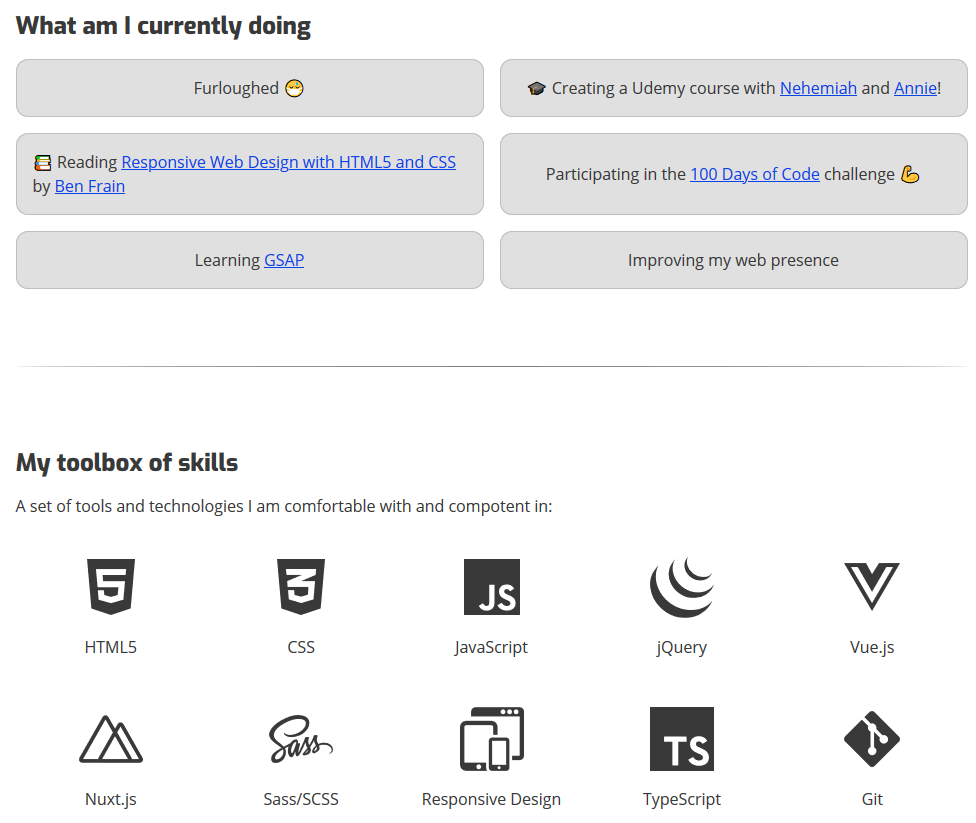 What am I currently doing
Furloughed 😷
🎓 Creating a Udemy course with Nehemiah and Annie!
📚 Reading Responsive Web Design with HTML5 and CSS
by Ben Frain
Participating in the 100 Days of Code challenge 💪
Learning GSAP
Improving my web presence
My toolbox of skills
A set of tools and technologies I am comfortable with and compotent in:
5
3
JS
HTML5
CSS
JavaScript
jQuery
Vue.js
Sass
TS
Nuxt.js
Sass/SCSS
Responsive Design
TypeScript
Git